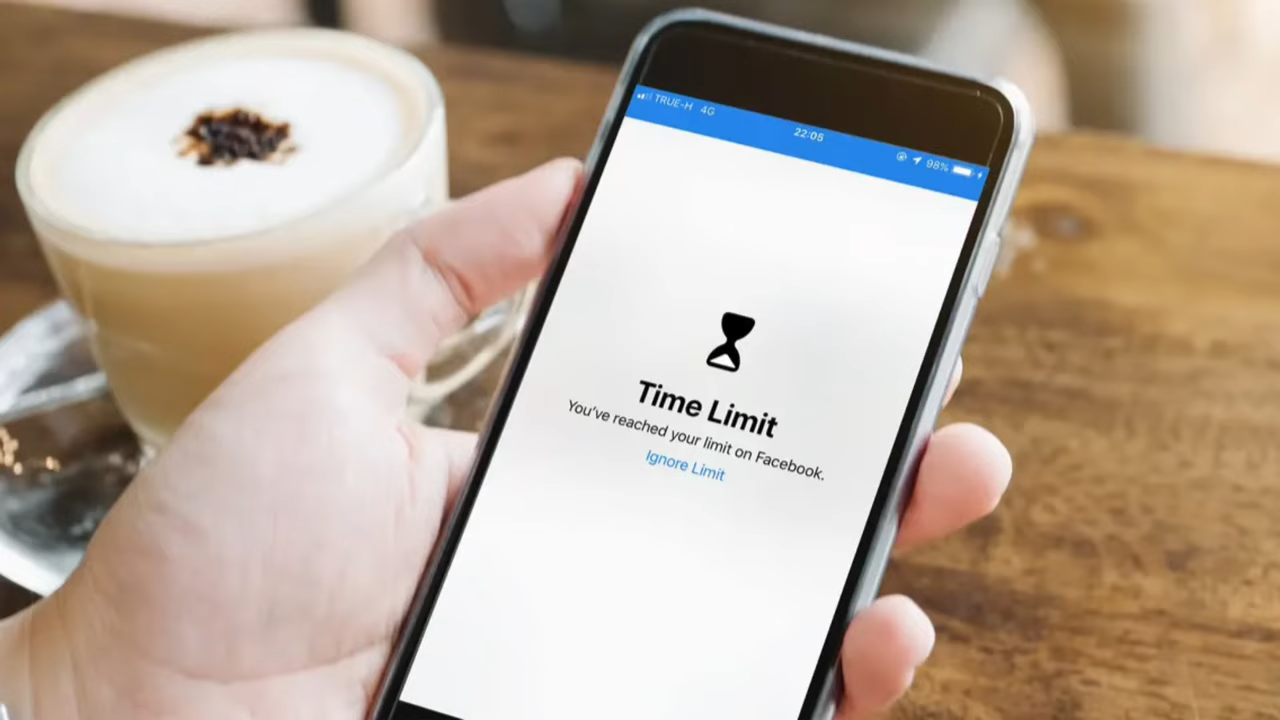 TRUE-H 4G 22:05 98%
Time Limit
You've reached your limit on Facebook.
Ignore Limit